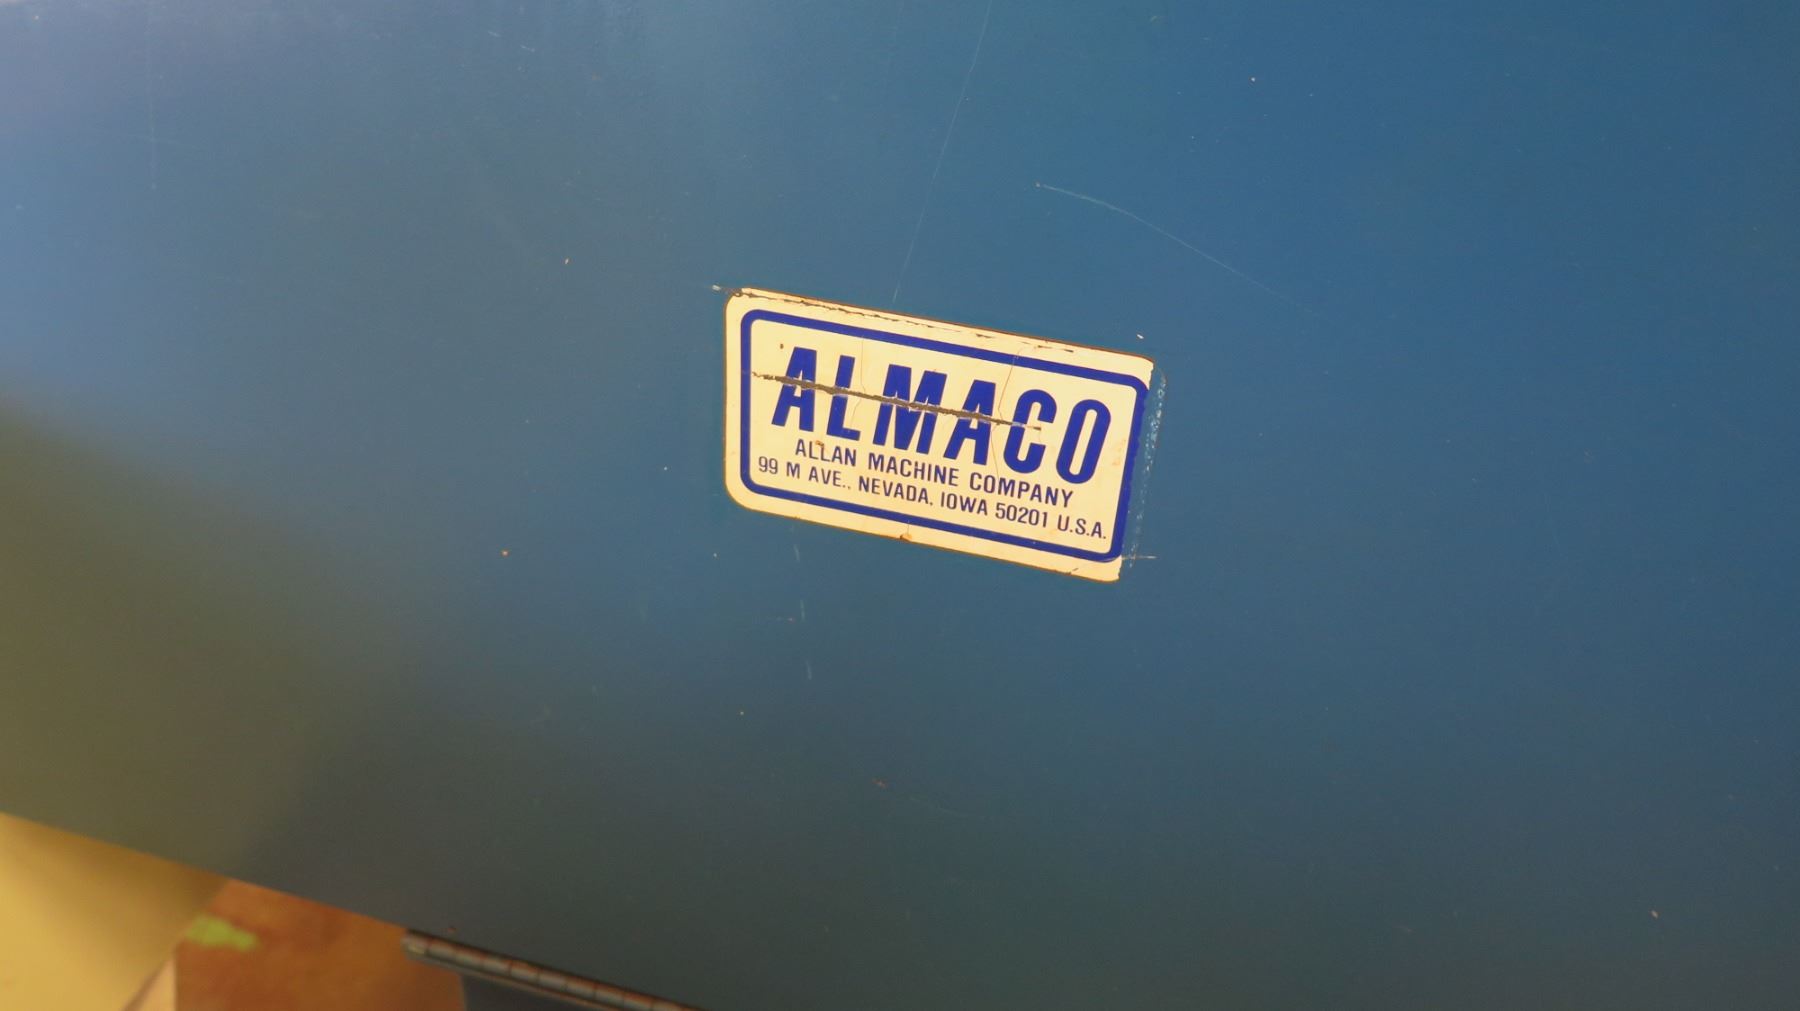 ALMACO
ALLAN MACHINE COMPANY
99 M AVE., NEVADA, IOWA 50201 U.S.A.